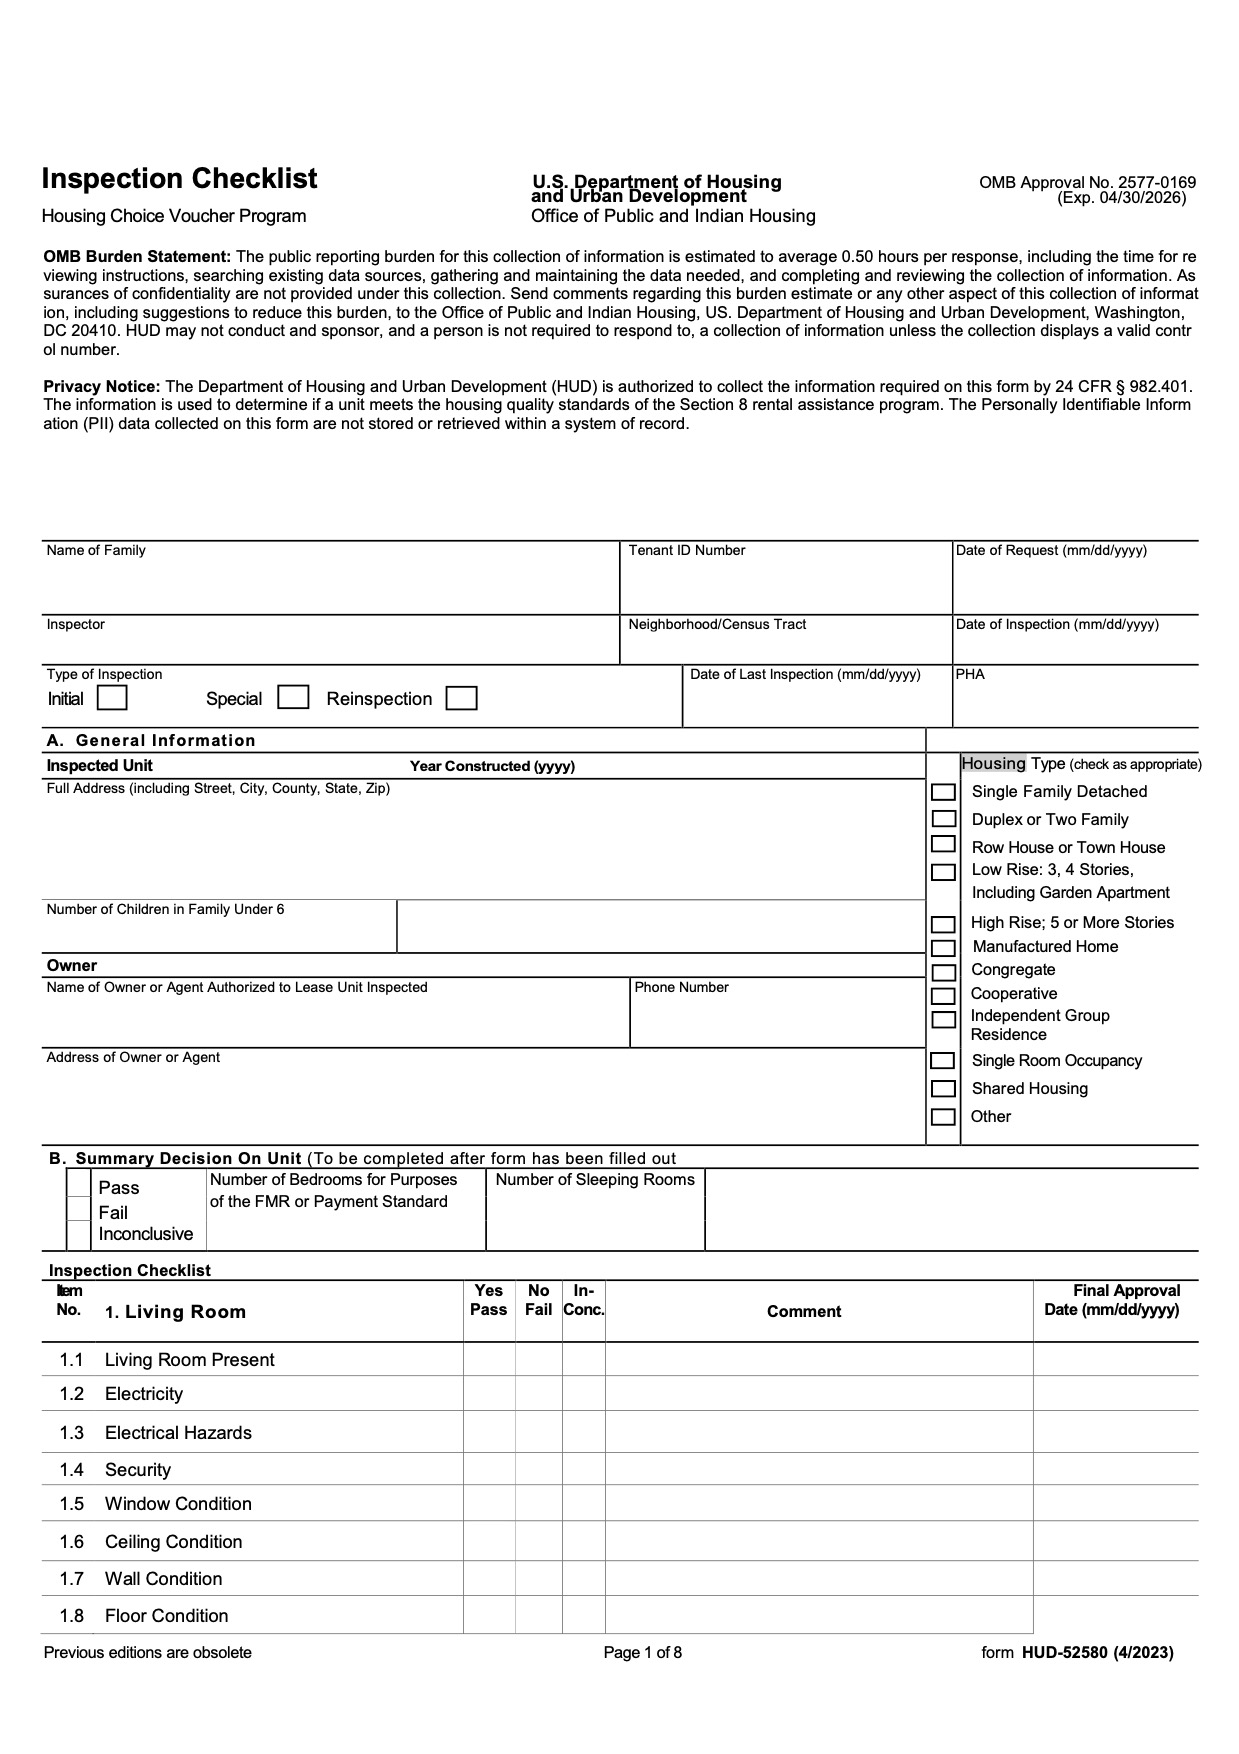 Inspection Checklist
U.S. Department of Housing
and Urban Development
OMB Approval No. 2577-0169
(Exp. 04/30/2026)
Housing Choice Voucher Program
Office of Public and Indian Housing
OMB Burden Statement: The public reporting burden for this collection of information is estimated to average 0.50 hours per response, including the time for re
viewing instructions, searching existing data sources, gathering and maintaining the data needed, and completing and reviewing the collection of information. As
surances of confidentiality are not provided under this collection. Send comments regarding this burden estimate or any other aspect of this collection of informat
ion, including suggestions to reduce this burden, to the Office of Public and Indian Housing, US. Department of Housing and Urban Development, Washington,
DC 20410. HUD may not conduct and sponsor, and a person is not required to respond to, a collection of information unless the collection displays a valid contr
ol number.
Privacy Notice: The Department of Housing and Urban Development (HUD) is authorized to collect the information required on this form by 24 CFR § 982.401.
The information is used to determine if a unit meets the housing quality standards of the Section 8 rental assistance program. The Personally Identifiable Inform
ation (PII) data collected on this form are not stored or retrieved within a system of record.
Name of Family
Tenant ID Number
Date of Request (mm/dd/yyyy)
Inspector
Neighborhood/Census Tract
Date of Inspection (mm/dd/yyyy)
Type of Inspection
Initial Special Reinspection
Date of Last Inspection (mm/dd/yyyy)
PHA
A. General Information
Inspected Unit
Year Constructed (yyyy)
Full Address (including Street, City, County, State, Zip)
Number of Children in Family Under 6
Owner
Name of Owner or Agent Authorized to Lease Unit Inspected
Phone Number
Address of Owner or Agent
Housing Type (check as appropriate)
Single Family Detached
Duplex or Two Family
Row House or Town House
Low Rise: 3, 4 Stories,
Including Garden Apartment
High Rise; 5 or More Stories
Manufactured Home
Congregate
Cooperative
Independent Group
Residence
Single Room Occupancy
Shared Housing
Other
B. Summary Decision On Unit (To be completed after form has been filled out
Pass
Fail
Inconclusive
Number of Bedrooms for Purposes
of the FMR or Payment Standard
Number of Sleeping Rooms
Inspection Checklist
Item
No.
1. Living Room
Yes
Pass
No
Fail
In-
Conc.
Comment
Final Approval
Date (mm/dd/yyyy)
1.1 Living Room Present
1.2 Electricity
1.3 Electrical Hazards
1.4 Security
1.5 Window Condition
1.6 Ceiling Condition
1.7 Wall Condition
1.8 Floor Condition
Previous editions are obsolete
Page 1 of 8
form HUD-52580 (4/2023)